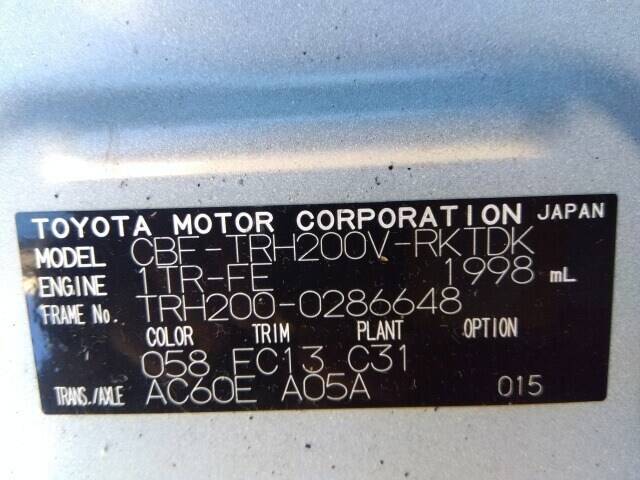 TOYOTA MOTOR CORPORATION JAPAN
MODEL CBF-TRH200V-RKTDK
ENGINE 1TR-FE 1998 mL
FRAME No. TRH200-0286648
COLOR TRIM PLANT OPTION
058 FC13 C31
TRANS./AXLE AC60E A05A 015